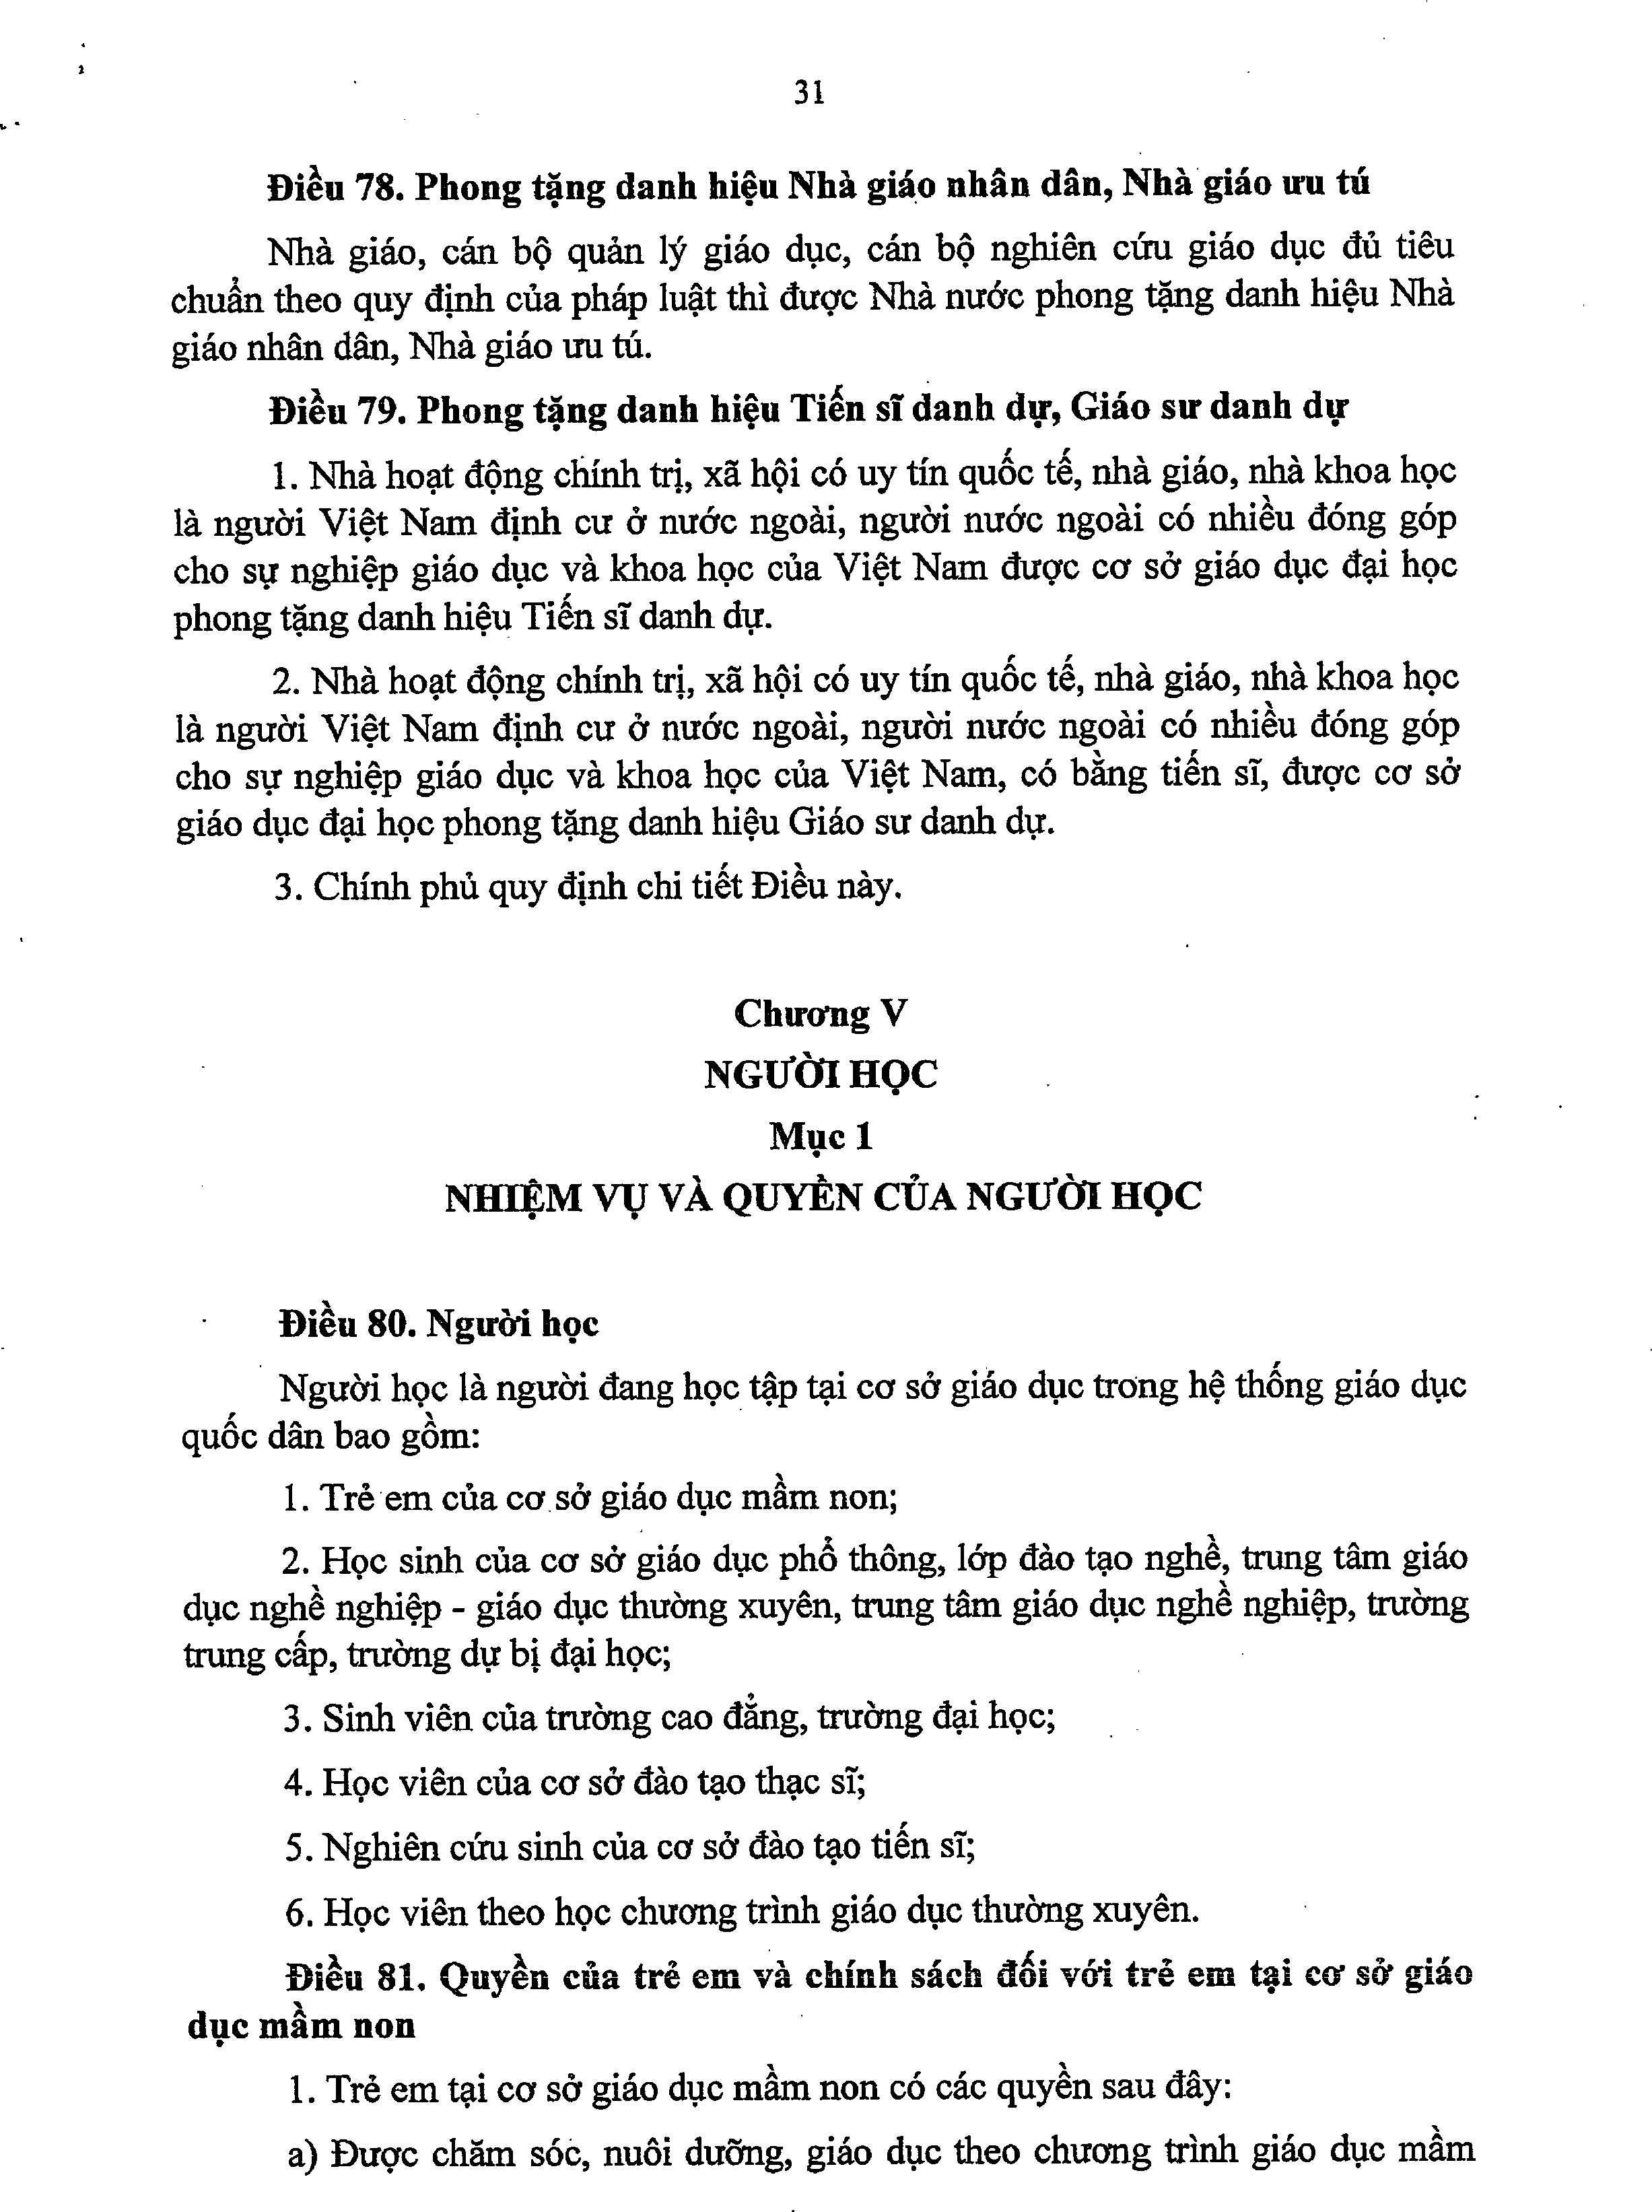 31
Điều 78. Phong tặng danh hiệu Nhà giáo nhân dân, Nhà giáo ưu tú
Nhà giáo, cán bộ quản lý giáo dục, cán bộ nghiên cứu giáo dục đủ tiêu
chuẩn theo quy định của pháp luật thì được Nhà nước phong tặng danh hiệu Nhà
giáo nhân dân, Nhà giáo ưu tú.
Điều 79. Phong tặng danh hiệu Tiến sĩ danh dự, Giáo sư danh dự
1. Nhà hoạt động chính trị, xã hội có uy tín quốc tế, nhà giáo, nhà khoa học
là người Việt Nam định cư ở nước ngoài, người nước ngoài có nhiều đóng góp
cho sự nghiệp giáo dục và khoa học của Việt Nam được cơ sở giáo dục đại học
phong tặng danh hiệu Tiến sĩ danh dự.
2. Nhà hoạt động chính trị, xã hội có uy tín quốc tế, nhà giáo, nhà khoa học
là người Việt Nam định cư ở nước ngoài, người nước ngoài có nhiều đóng góp
cho sự nghiệp giáo dục và khoa học của Việt Nam, có bằng tiến sĩ, được cơ sở
giáo dục đại học phong tặng danh hiệu Giáo sư danh dự.
3. Chính phủ quy định chi tiết Điều này.
Chương V
NGƯỜI HỌC
Mục 1
NHIỆM VỤ VÀ QUYỀN CỦA NGƯỜI HỌC
Điều 80. Người học
Người học là người đang học tập tại cơ sở giáo dục trong hệ thống giáo dục
quốc dân bao gồm:
1. Trẻ em của cơ sở giáo dục mầm non;
2. Học sinh của cơ sở giáo dục phổ thông, lớp đào tạo nghề, trung tâm giáo
dục nghề nghiệp - giáo dục thường xuyên, trung tâm giáo dục nghề nghiệp, trường
trung cấp, trường dự bị đại học;
3. Sinh viên của trường cao đẳng, trường đại học;
4. Học viên của cơ sở đào tạo thạc sĩ;
5. Nghiên cứu sinh của cơ sở đào tạo tiến sĩ;
6. Học viên theo học chương trình giáo dục thường xuyên.
Điều 81. Quyền của trẻ em và chính sách đối với trẻ em tại cơ sở giáo
dục mầm non
1. Trẻ em tại cơ sở giáo dục mầm non có các quyền sau đây:
a) Được chăm sóc, nuôi dưỡng, giáo dục theo chương trình giáo dục mầm